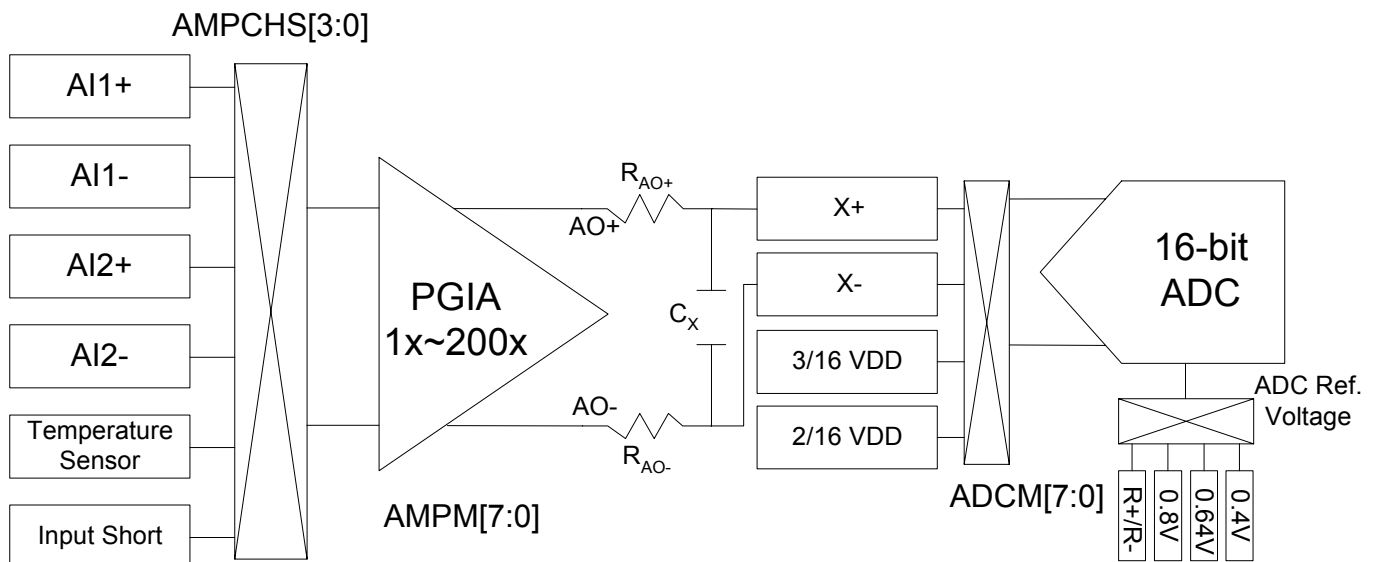 AMPCHS[3:0]
AI1+
AI1-
AI2+
AI2-
Temperature
Sensor
Input Short
PGIA
1x~200x
AMPM[7:0]
AO+
RAO+
CX
AO-
RAO-
X+
X-
3/16 VDD
2/16 VDD
ADCM[7:0]
16-bit
ADC
ADC Ref.
Voltage
R+/R-
0.8V
0.64V
0.4V